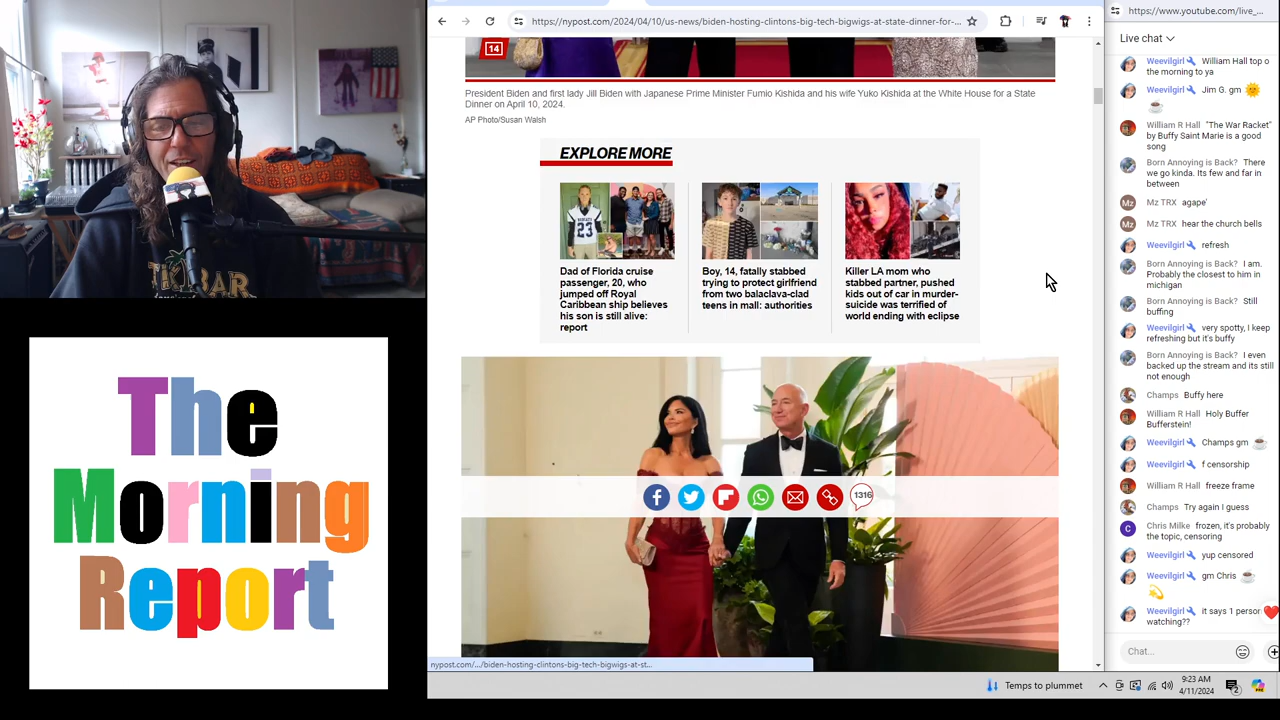 The
Morning
Report
https://nypost.com/2024/04/10/us-news/biden-hosting-clintons-big-tech-bigwigs-at-state-dinner-for-...
14
President Biden and first lady Jill Biden with Japanese Prime Minister Fumio Kishida and his wife Yuko Kishida at the White House for a State
Dinner on April 10, 2024.
AP Photo/Susan Walsh
EXPLORE MORE
23
Dad of Florida cruise
passenger, 20, who
jumped off Royal
Caribbean ship believes
his son is still alive:
report
Boy, 14, fatally stabbed
trying to protect girlfriend
from two balaclava-clad
teens in mall: authorities
Killer LA mom who
stabbed partner, pushed
kids out of car in murder-
suicide was terrified of
world ending with eclipse
1316
nypost.com/.../biden-hosting-clintons-big-tech-bigwigs-at-st...
https://www.youtube.com/live_...
Live chat
Weevilgirl William Hall top o
the morning to ya
Weevilgirl Jim G. gm
William R Hall "The War Racket"
by Buffy Saint Marie is a good
song
Born Annoying is Back? There
we go kinda. Its few and far in
between
Mz Mz TRX agape'
Mz Mz TRX hear the church bells
Weevilgirl refresh
Born Annoying is Back? I am.
Probably the closest to him in
michigan
Born Annoying is Back? Still
buffing
Weevilgirl very spotty, I keep
refreshing but it's buffy
Born Annoying is Back? I even
backed up the stream and its still
not enough
Champs Buffy here
William R Hall Holy Buffer
Bufferstein!
Weevilgirl Champs gm
Weevilgirl f censorship
William R Hall freeze frame
Champs Try again I guess
C Chris Milke frozen, it's probably
the topic, censoring
Weevilgirl yup censored
Weevilgirl gm Chris
Weevilgirl it says 1 person
watching??
Chat...
Temps to plummet
9:23 AM
4/11/2024
2